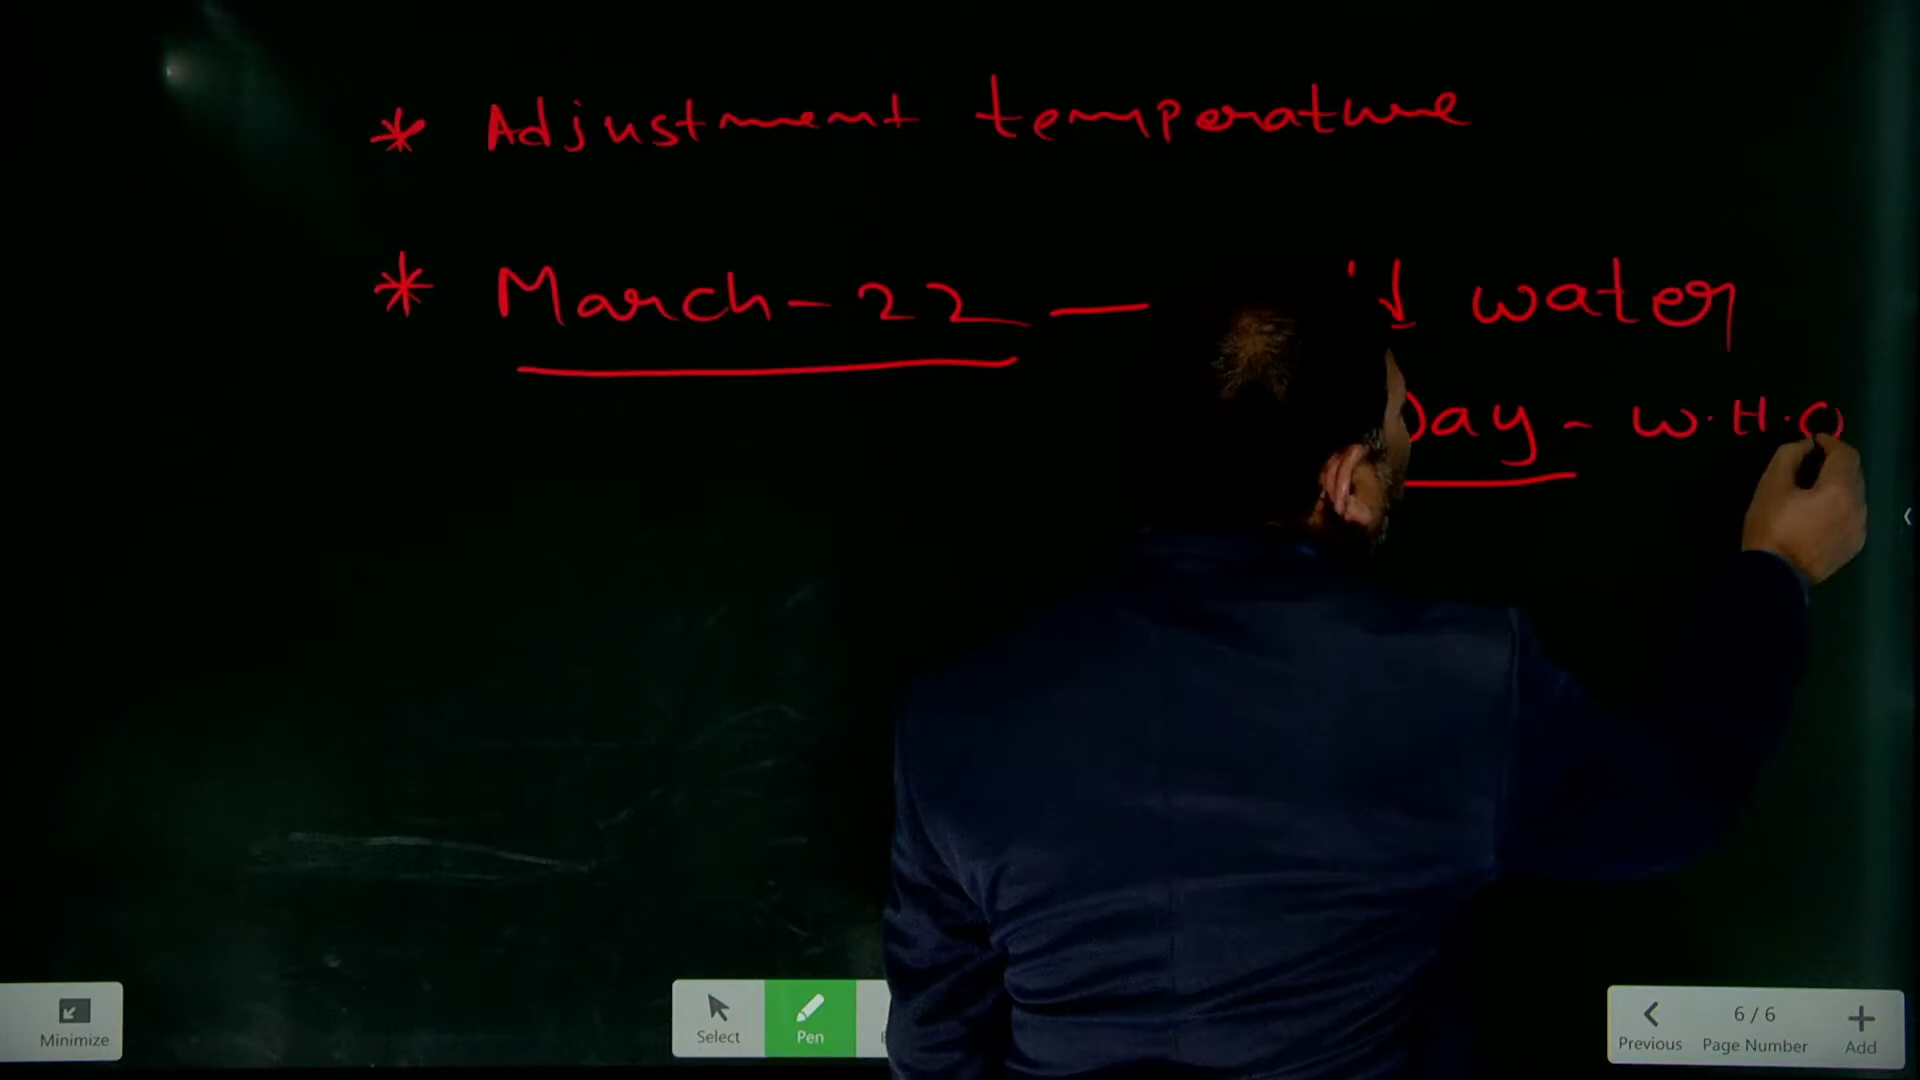 * Adjustment temperature
* March-22 — water
Day - W.H.O
Minimize
Select
Pen
Previous
6 / 6
Page Number
Add